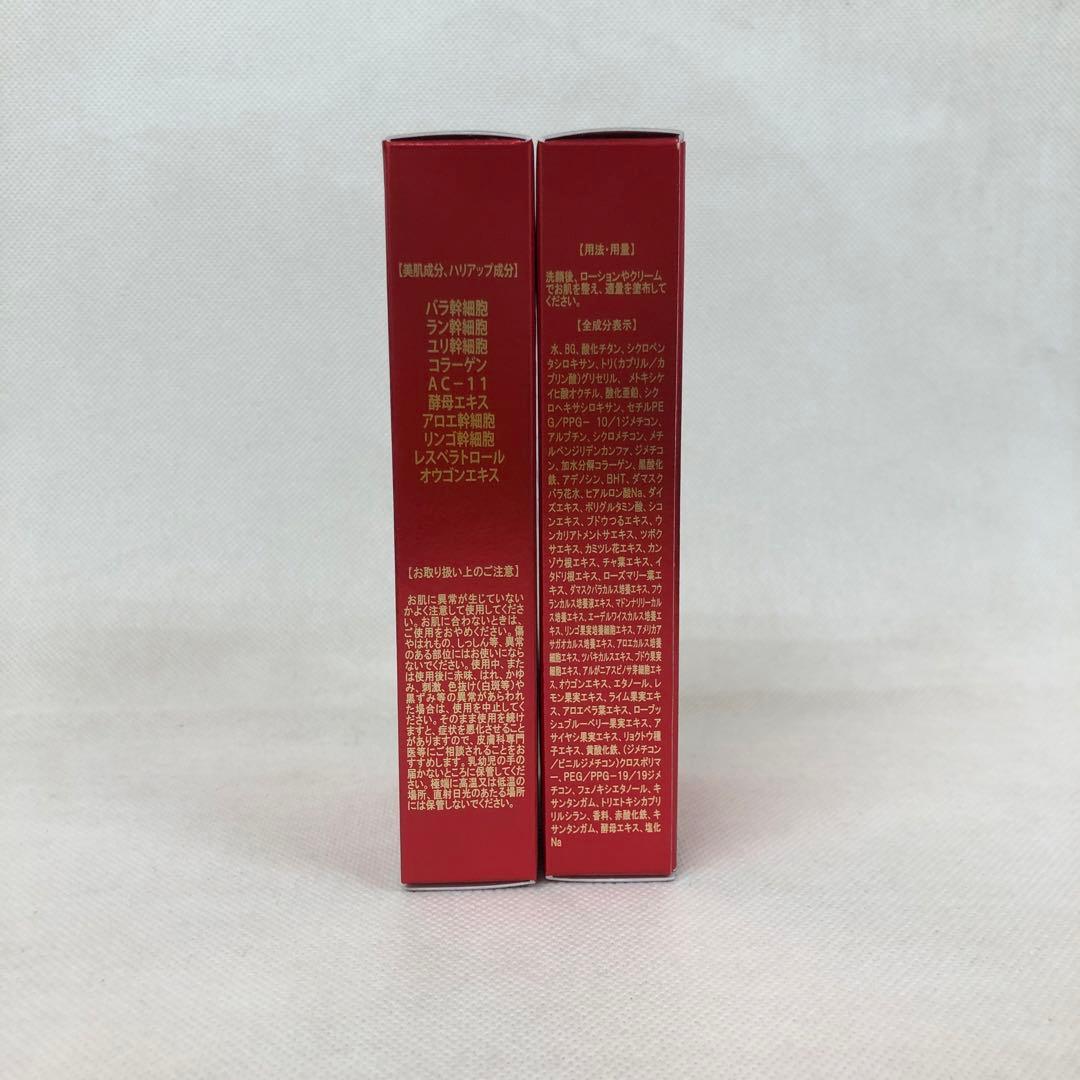 【美肌成分、ハリアップ成分】
バラ幹細胞
ラン幹細胞
ユリ幹細胞
コラーゲン
AC-11
酵母エキス
アロエ幹細胞
リンゴ幹細胞
レスベラトロール
オウゴンエキス
【お取り扱い上のご注意】
お肌に異常が生じていない
かよく注意して使用してくださ
い。お肌に合わないときは、
ご使用をおやめください。傷
やはれもの、しっしん等、異常
のある部位にはお使いになら
ないでください。使用中、また
は使用後に赤味、はれ、かゆ
み、刺激、色抜け(白斑等)や
黒ずみ等の異常があらわれ
た場合は、使用を中止してく
ださい。そのまま使用を続け
ますと、症状を悪化させること
がありますので、皮膚科専門
医等にご相談されることをお
すすめします。乳幼児の手の
届かないところに保管してくだ
さい。極端に高温又は低温の
場所、直射日光のあたる場所
には保管しないでください。
【用法・用量】
洗顔後、ローションやクリーム
でお肌を整え、適量を塗布して
ください。
【全成分表示】
水、BG、酸化チタン、シクロペン
タシロキサン、トリ(カプリル/カ
プリン酸)グリセリル、メトキシケ
イヒ酸オクチル、酸化亜鉛、シク
ロヘキサシロキサン、セチルPE
G/PPG- 10/1ジメチコン、
アルブチン、シクロメチコン、メチ
ルベンジリデンカンファ、ジメチコ
ン、加水分解コラーゲン、黒酸化
鉄、アデノシン、BHT、ダマスク
バラ花水、ヒアルロン酸Na、ダイ
ズエキス、ポリグルタミン酸、シコ
ンエキス、ブドウつるエキス、ウ
ンカリアトメントサエキス、ツボク
サエキス、カミツレ花エキス、カン
ゾウ根エキス、チャ葉エキス、イ
タドリ根エキス、ローズマリー葉エ
キス、ダマスクバラカルス培養エキス、フウ
ランカルス培養液エキス、マドンナリリーカル
ス培養エキス、エーデルワイスカルス培養エ
キス、リンゴ果実培養細胞エキス、アメリカア
サガオカルス培養エキス、アロエカルス培養
細胞エキス、ツバキカルスエキス、ブドウ果実
細胞エキス、アルガニアスピノサ芽細胞エキ
ス、オウゴンエキス、エタノール、レ
モン果実エキス、ライム果実エキ
ス、アロエベラ葉エキス、ローブッ
シュブルーベリー果実エキス、ア
サイヤシ果実エキス、リョクトウ種
子エキス、黄酸化鉄、(ジメチコン
/ビニルジメチコン)クロスポリマ
ー、PEG/PPG-19/19ジメ
チコン、フェノキシエタノール、キ
サンタンガム、トリエトキシカプリ
リルシラン、香料、赤酸化鉄、キ
サンタンガム、酵母エキス、塩化
Na